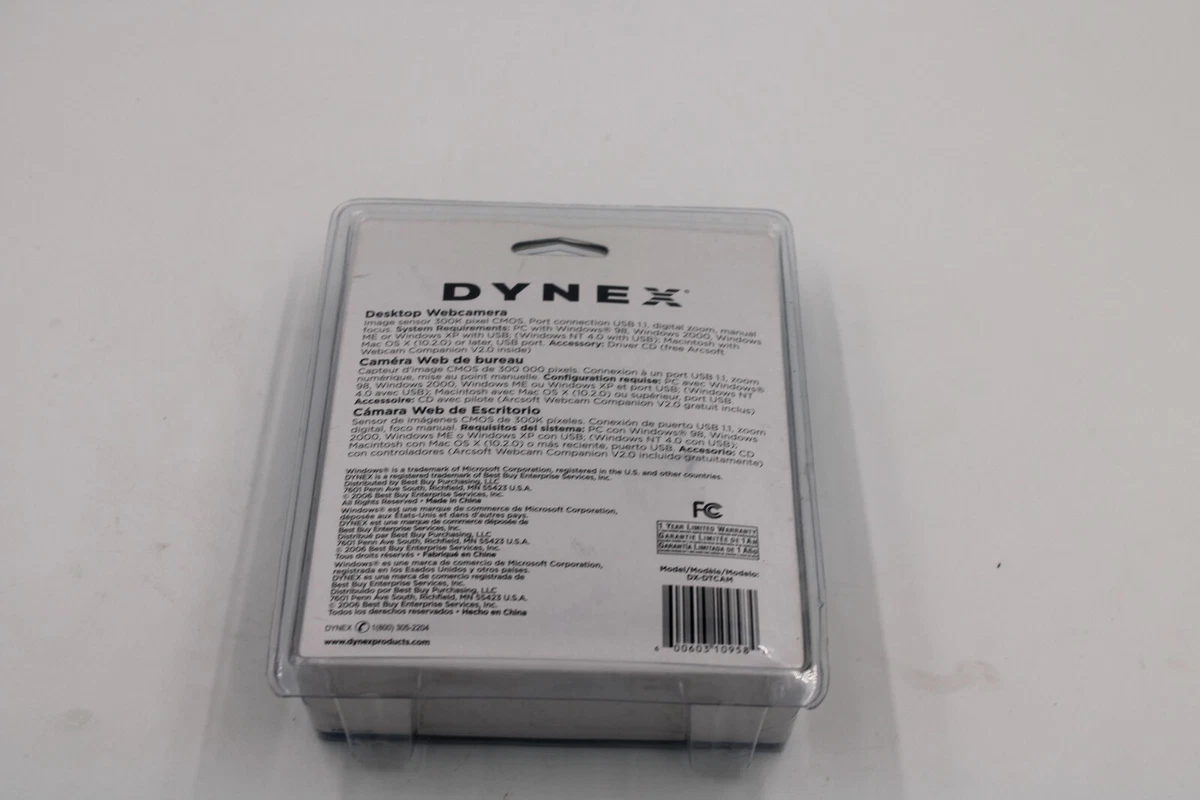 DYNEX®
Desktop Webcamera
Image sensor 300K pixel CMOS. Port connection USB 1.1, digital zoom, manual
focus. System Requirements: PC with Windows® 98, Windows 2000, Windows
ME or Windows XP with USB; (Windows NT 4.0 with USB); Macintosh with
Mac OS X (10.2.0) or later, USB port. Accessory: Driver CD (free Arcsoft
Webcam Companion V2.0 inside)
Caméra Web de bureau
Capteur d'image CMOS de 300 000 pixels. Connexion à un port USB 1.1, zoom
numérique, mise au point manuelle. Configuration requise: PC avec Windows®
98, Windows 2000, Windows ME ou Windows XP et port USB; (Windows NT
4.0 avec USB); Macintosh avec Mac OS X (10.2.0) ou supérieur, port USB.
Accessoire: CD avec pilote (Arcsoft Webcam Companion V2.0 gratuit inclus)
Cámara Web de Escritorio
Sensor de imágenes CMOS de 300K píxeles. Conexión de puerto USB 1.1, zoom
digital, foco manual. Requisitos del sistema: PC con Windows® 98, Windows
2000, Windows ME o Windows XP con USB; (Windows NT 4.0 con USB);
Macintosh con Mac OS X (10.2.0) o más reciente, puerto USB. Accesorio: CD
con controladores (Arcsoft Webcam Companion V2.0 incluido gratuitamente)
Windows® is a trademark of Microsoft Corporation, registered in the U.S. and other countries.
DYNEX is a registered trademark of Best Buy Enterprise Services, Inc.
Distributed by Best Buy Purchasing, LLC
7601 Penn Ave South, Richfield, MN 55423 U.S.A.
© 2006 Best Buy Enterprise Services, Inc.
All Rights Reserved • Made in China
Windows® est une marque de commerce de Microsoft Corporation,
déposée aux États-Unis et dans d'autres pays.
DYNEX est une marque de commerce déposée de
Best Buy Enterprise Services, Inc.
Distribué par Best Buy Purchasing, LLC
7601 Penn Ave South, Richfield, MN 55423 U.S.A.
© 2006 Best Buy Enterprise Services, Inc.
Tous droits réservés • Fabriqué en China
Windows® es una marca de comercio de Microsoft Corporation,
registrada en los Estados Unidos y otros países.
DYNEX es una marca de comercio registrada de
Best Buy Enterprise Services, Inc.
Distribuido por Best Buy Purchasing, LLC
7601 Penn Ave South, Richfield, MN 55423 U.S.A.
© 2006 Best Buy Enterprise Services, Inc.
Todos los derechos reservados • Hecho en China
DYNEX 1(800) 305-2204
www.dynexproducts.com
FC
1 Year Limited Warranty
Garantie Limitée de 1 An
Garantía Limitada de 1 Año
Model/Modèle/Modelo:
DX-DTCAM
6 00603 10958